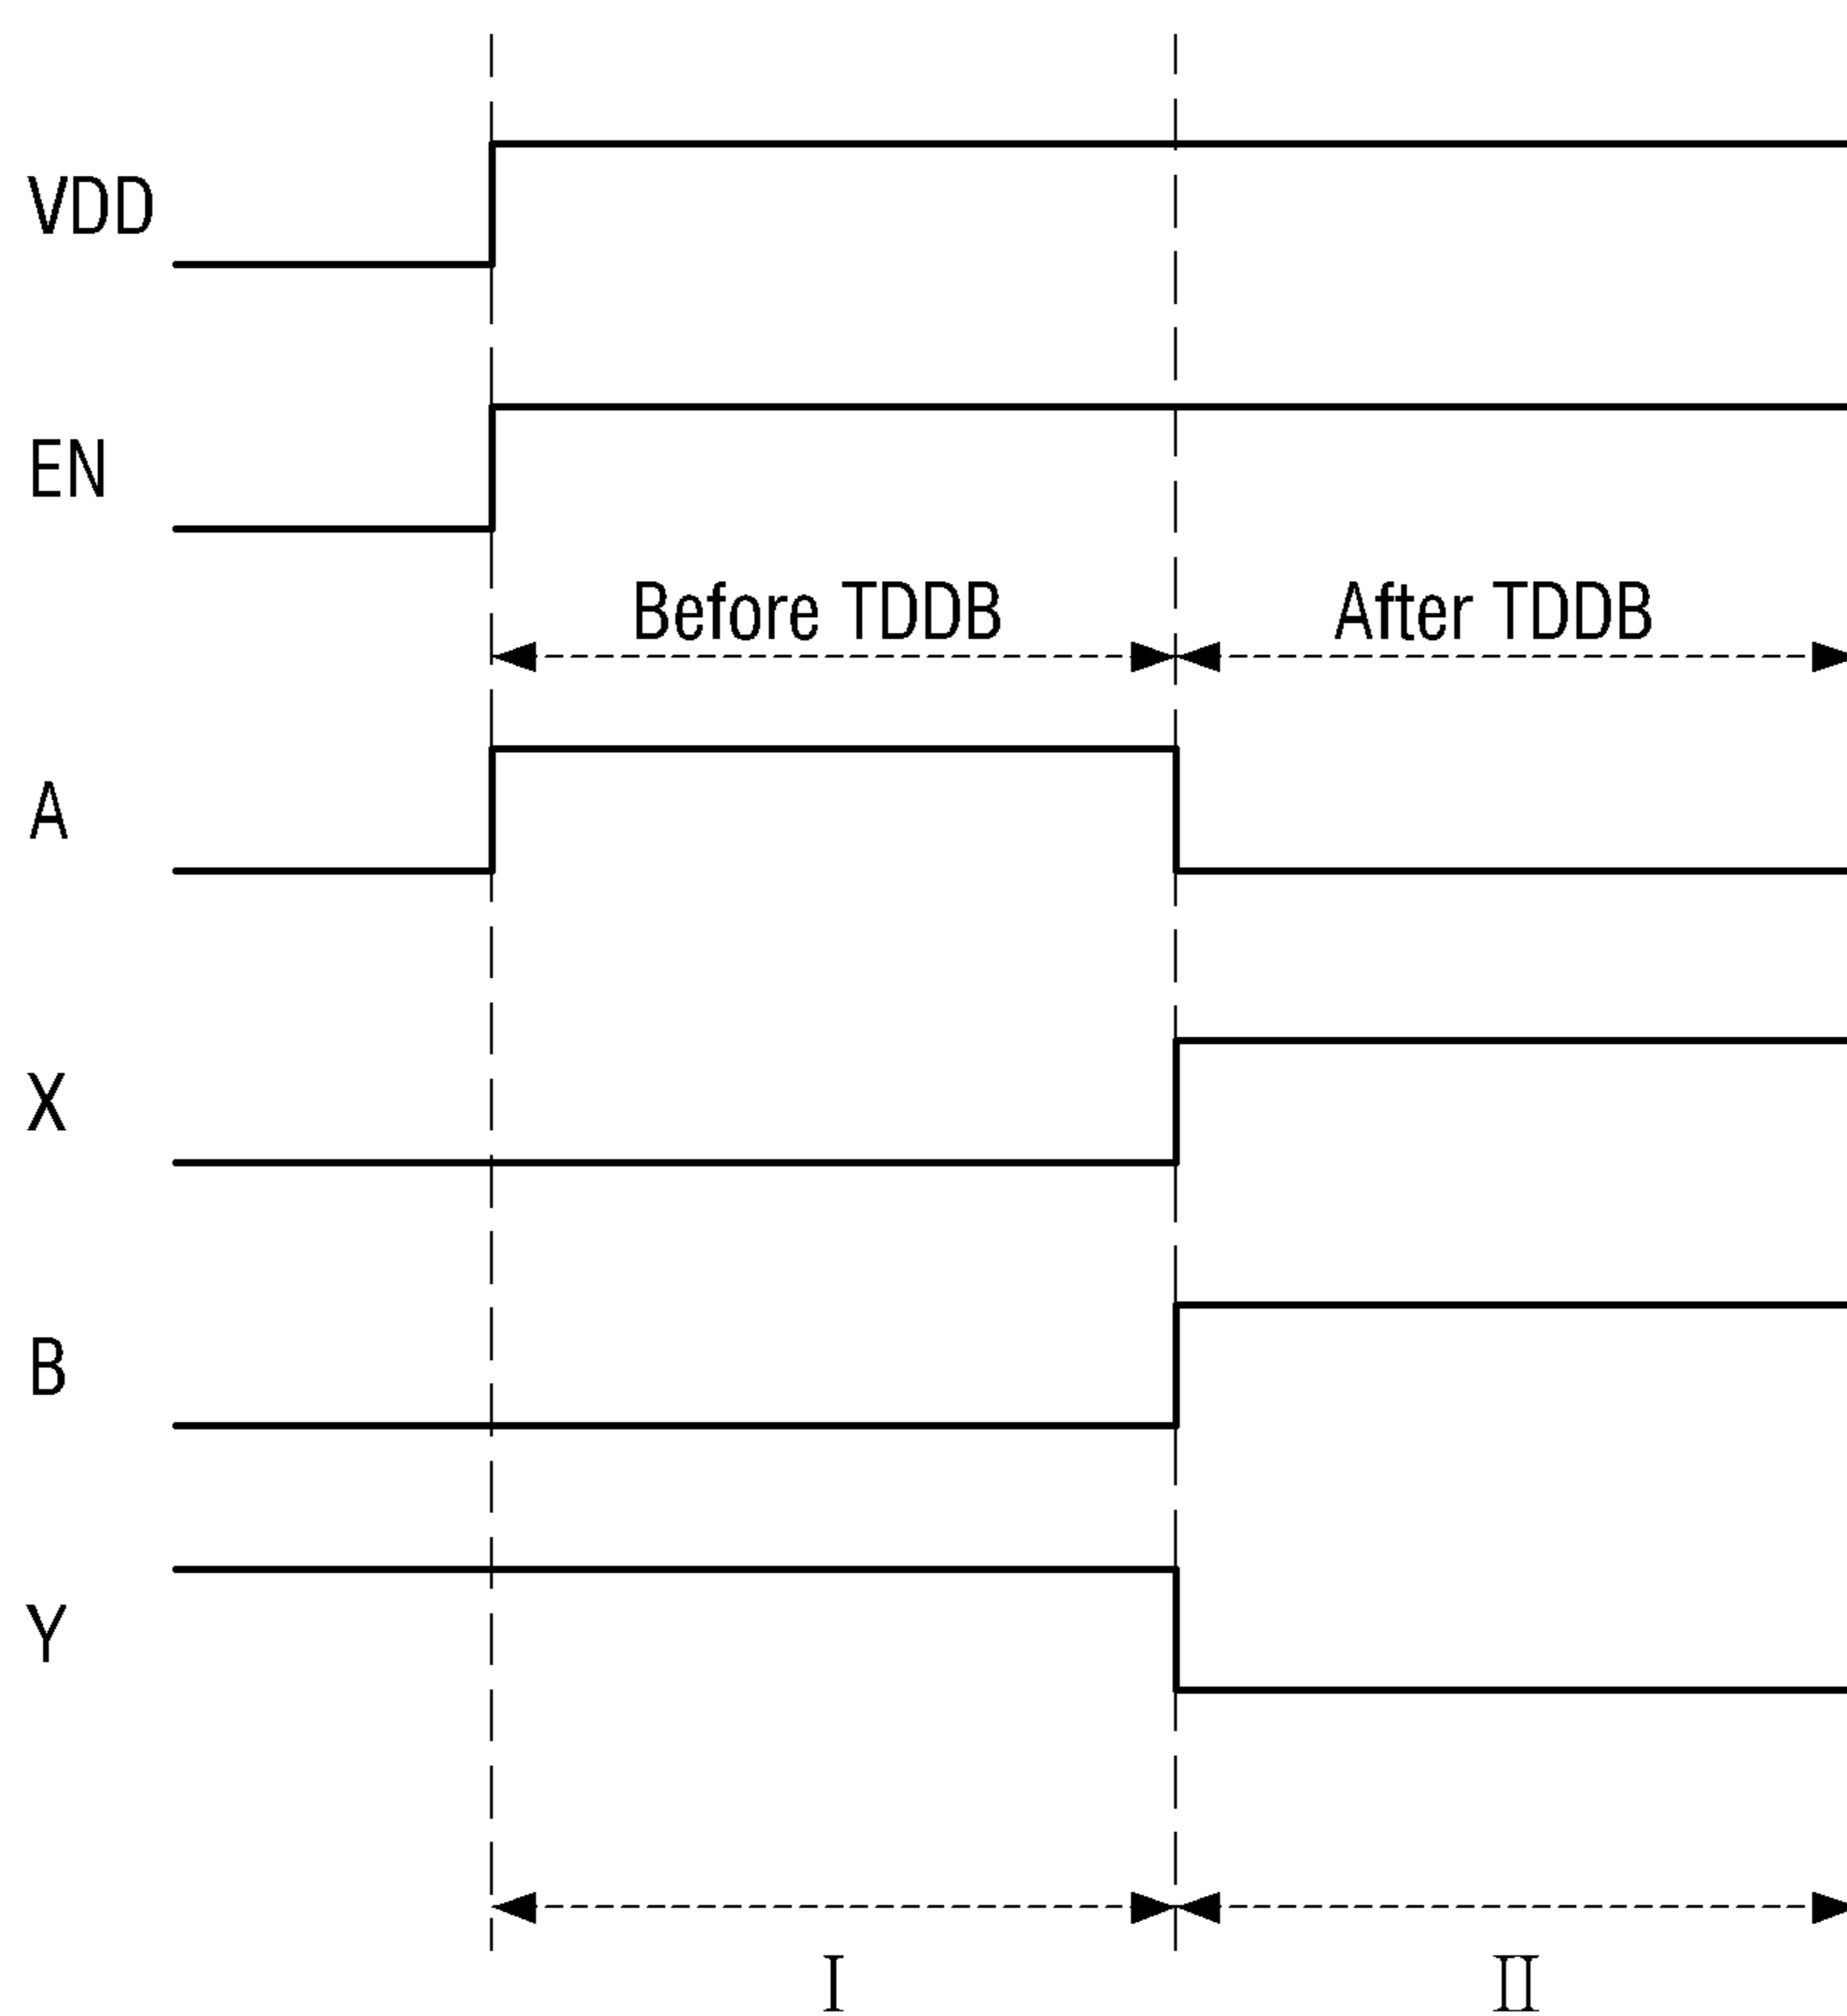 VDD
EN
Before TDDB
After TDDB
A
X
B
Y
I
II